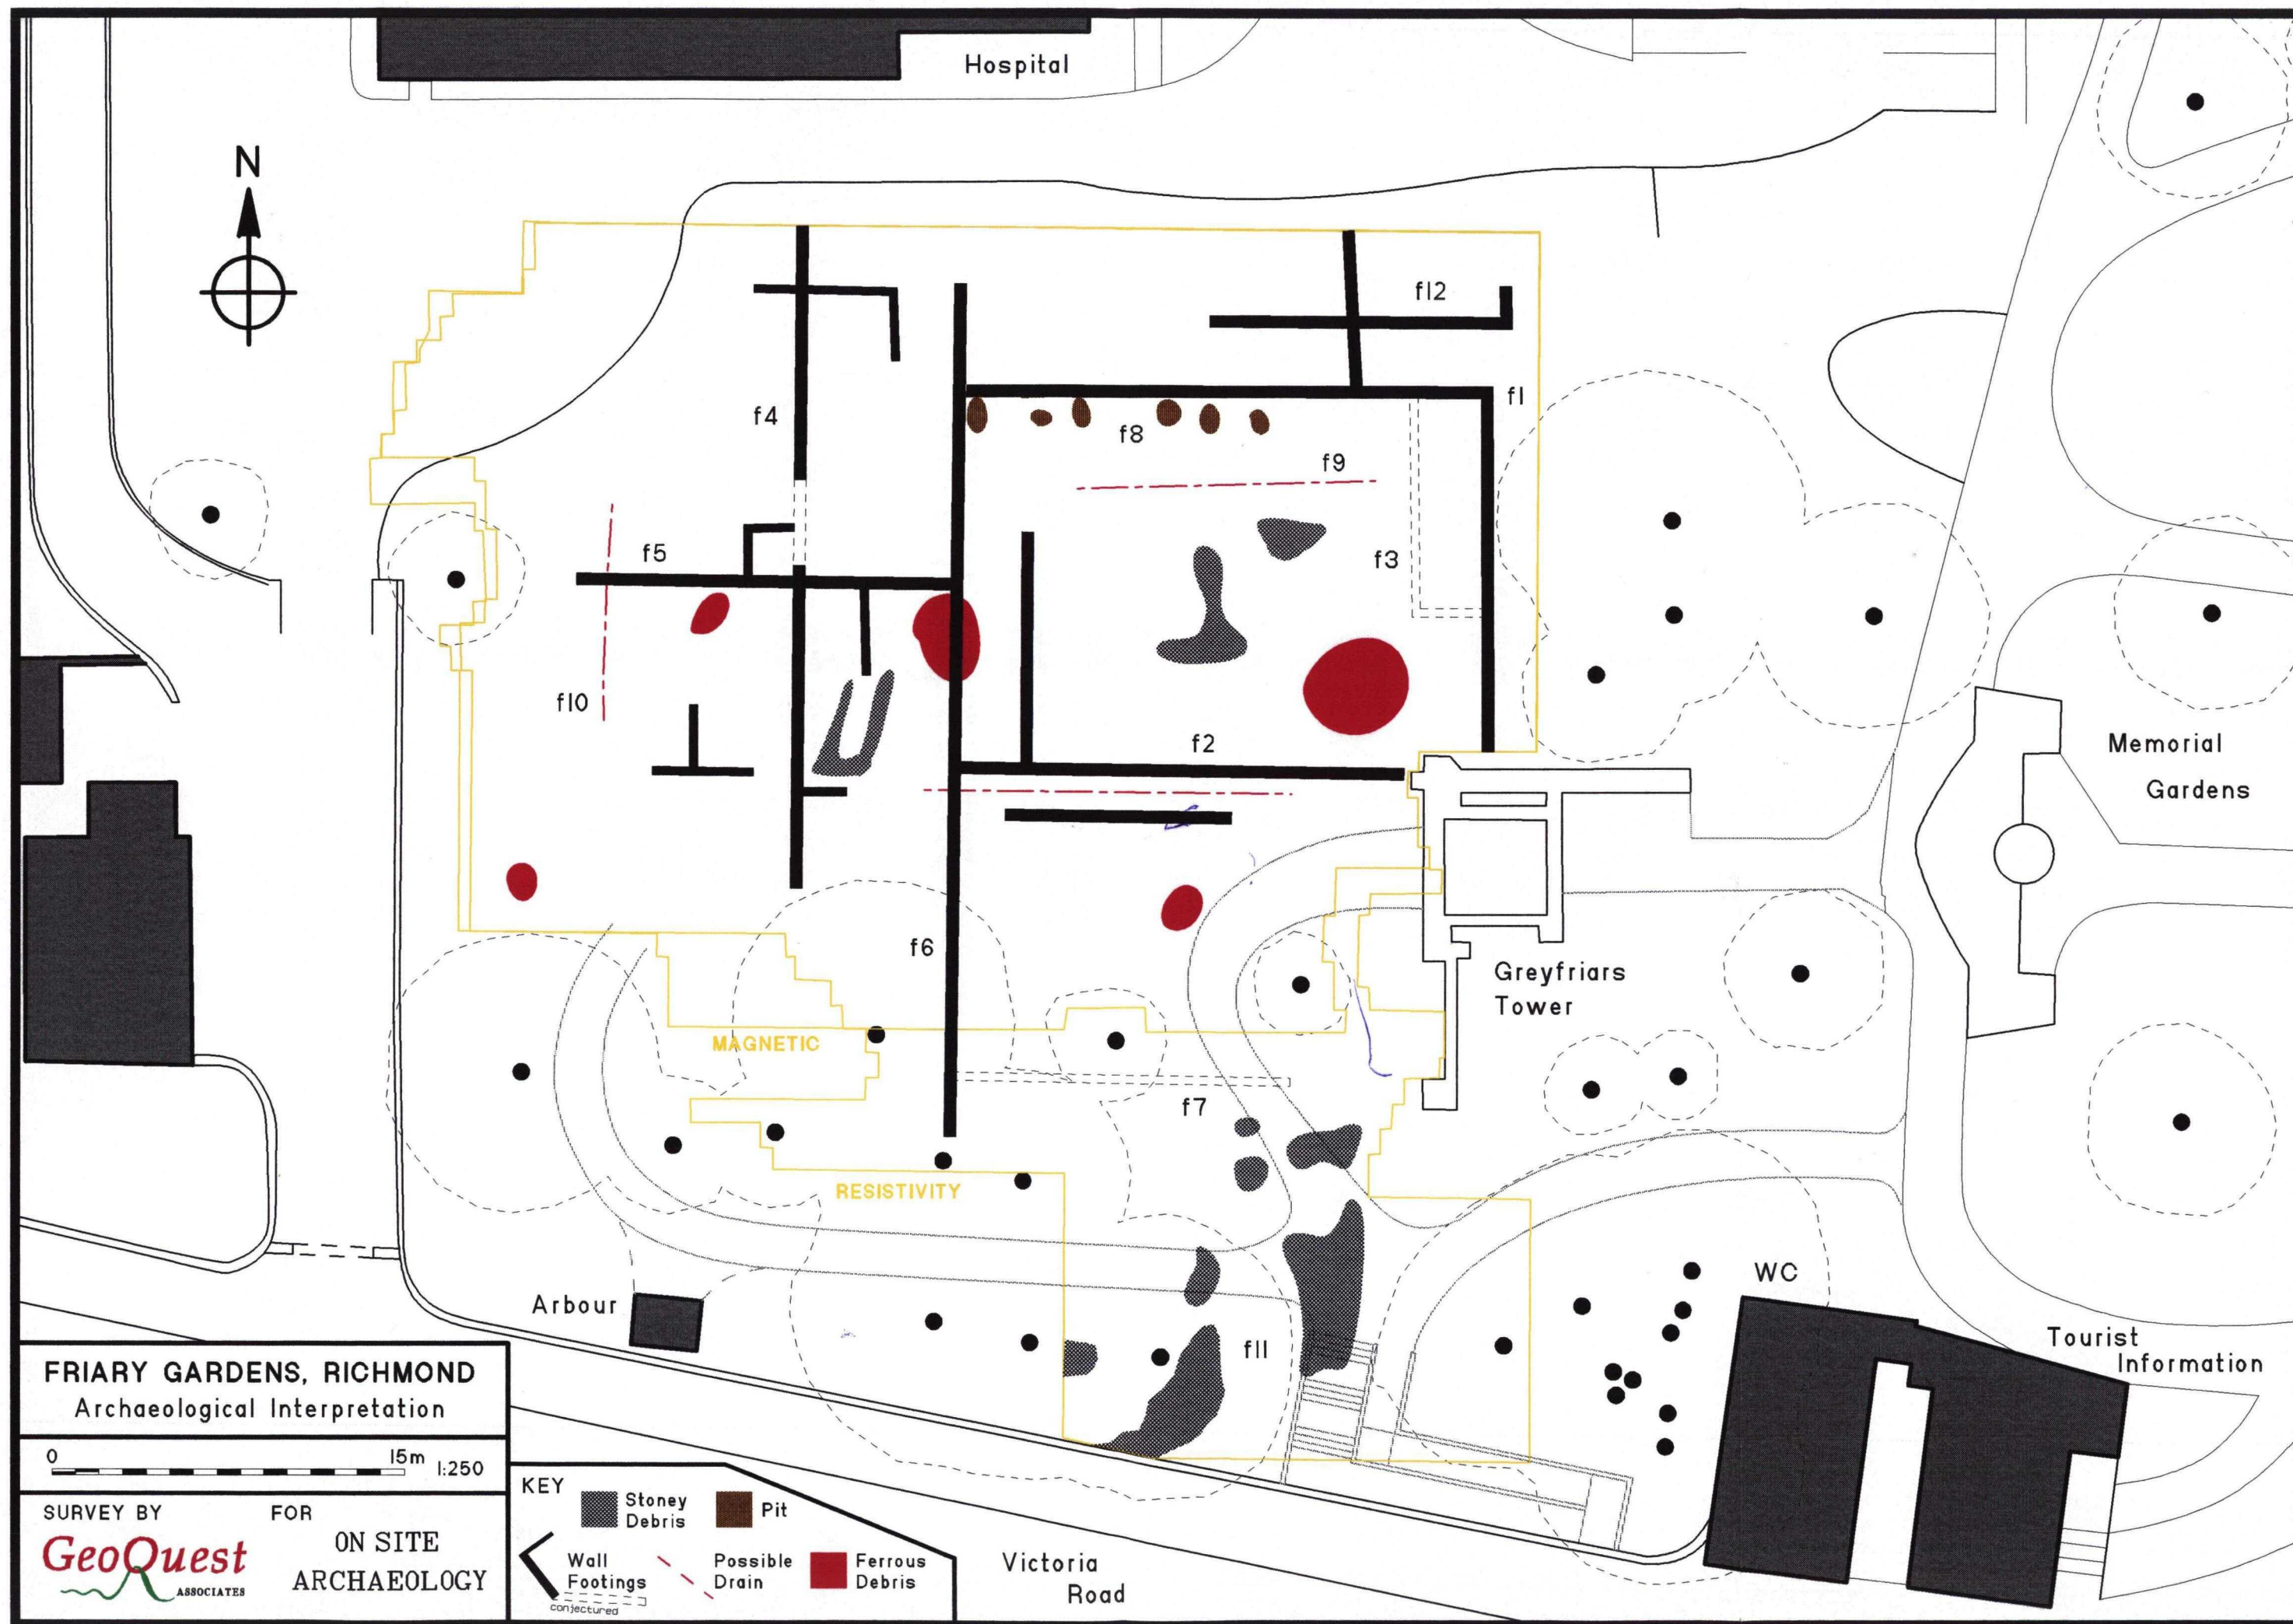 Hospital
N
f12
f1
f4
f8
f9
f5
f3
f10
f2
Memorial
Gardens
f6
Greyfriars
Tower
MAGNETIC
f7
RESISTIVITY
WC
Arbour
f11
Tourist
Information
FRIARY GARDENS, RICHMOND
Archaeological Interpretation
0 15m 1:250
SURVEY BY FOR
GeoQuest
ASSOCIATES
ON SITE
ARCHAEOLOGY
KEY
Stoney
Debris
Pit
Wall
Footings
conjectured
Possible
Drain
Ferrous
Debris
Victoria
Road